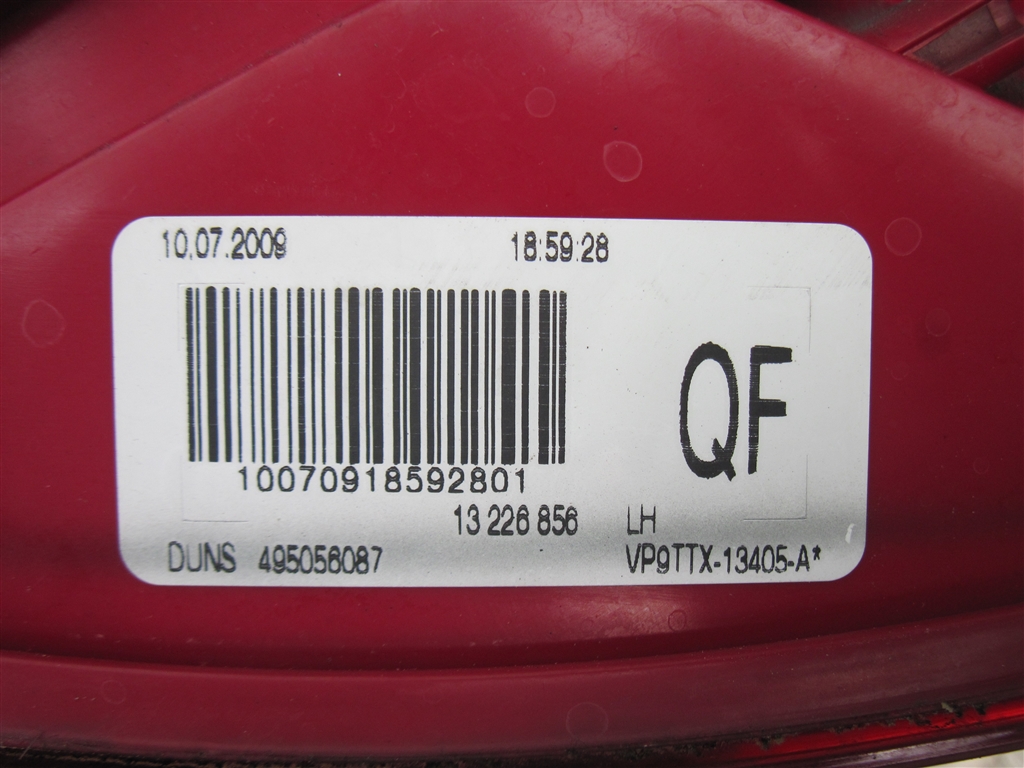 10.07.2009 18:59:28
QF
10070918592801
13 226 856 LH
DUNS 495056087 VP9TTX-13405-A*